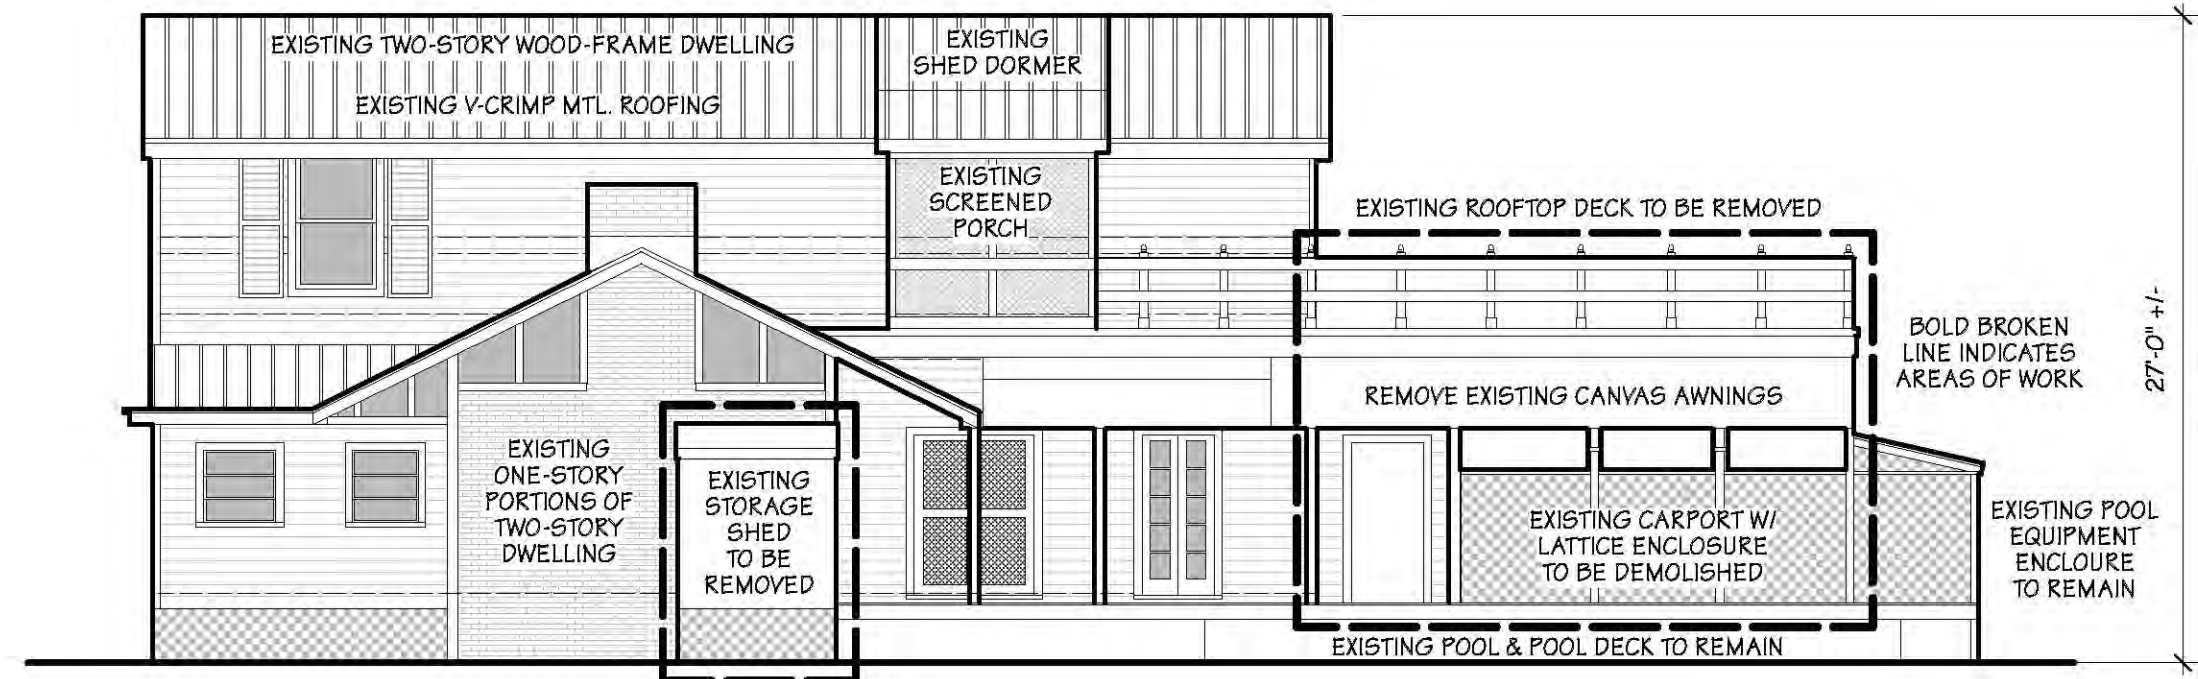 EXISTING TWO-STORY WOOD-FRAME DWELLING
EXISTING V-CRIMP MTL. ROOFING
EXISTING
SHED DORMER
EXISTING
SCREENED
PORCH
EXISTING ROOFTOP DECK TO BE REMOVED
BOLD BROKEN
LINE INDICATES
AREAS OF WORK
27'-0" +/-
REMOVE EXISTING CANVAS AWNINGS
EXISTING
ONE-STORY
PORTIONS OF
TWO-STORY
DWELLING
EXISTING
STORAGE
SHED
TO BE
REMOVED
EXISTING CARPORT W/
LATTICE ENCLOSURE
TO BE DEMOLISHED
EXISTING POOL
EQUIPMENT
ENCLOURE
TO REMAIN
EXISTING POOL & POOL DECK TO REMAIN